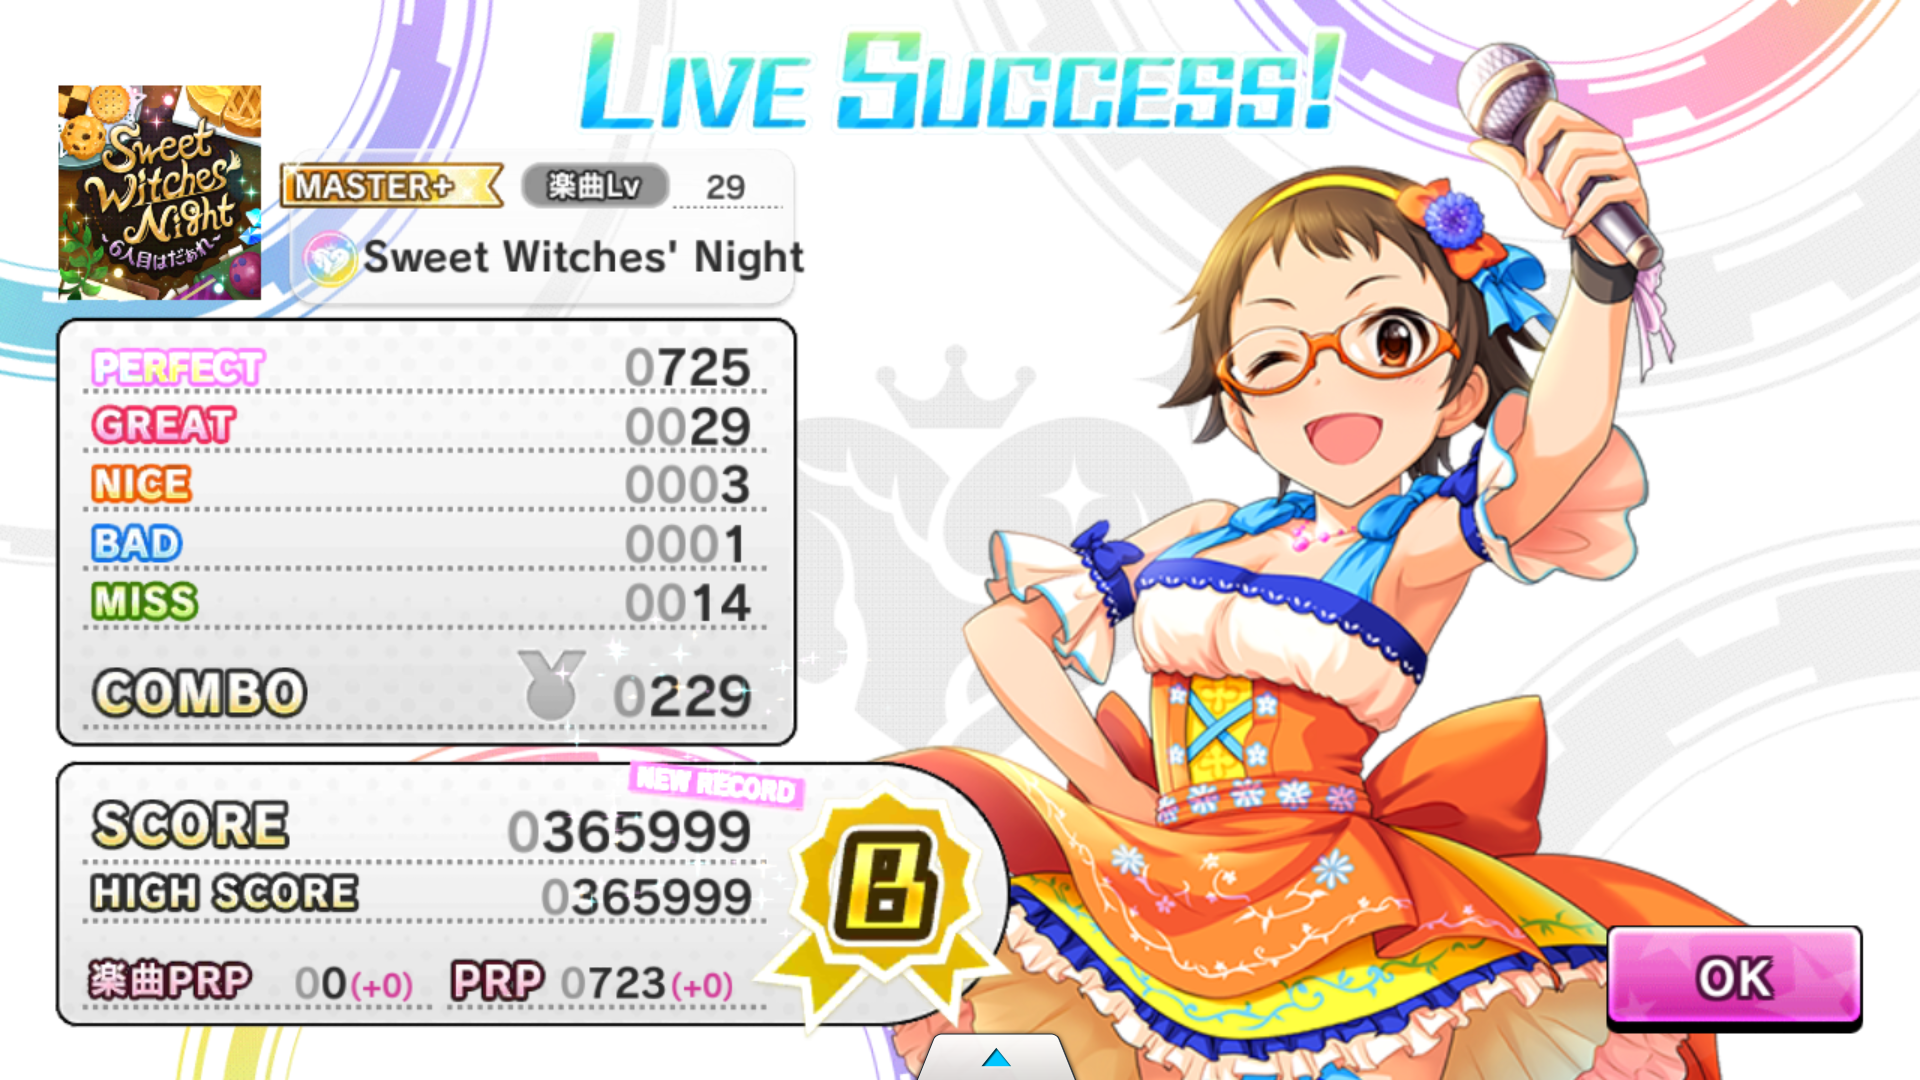 LIVE SUCCESS!
Sweet
Witches'
Night
~6人目はだぁれ~
MASTER+ 楽曲Lv 29
Sweet Witches' Night
PERFECT 0725
GREAT 0029
NICE 0003
BAD 0001
MISS 0014
COMBO 0229
NEW RECORD
SCORE 0365999
HIGH SCORE 0365999
B
楽曲PRP 00(+0) PRP 0723(+0)
OK